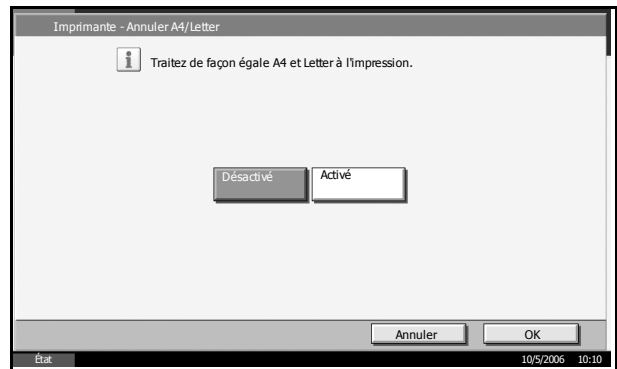 Imprimante - Annuler A4/Letter
Traitez de façon égale A4 et Letter à l'impression.
Désactivé Activé
Annuler OK
État 10/5/2006 10:10